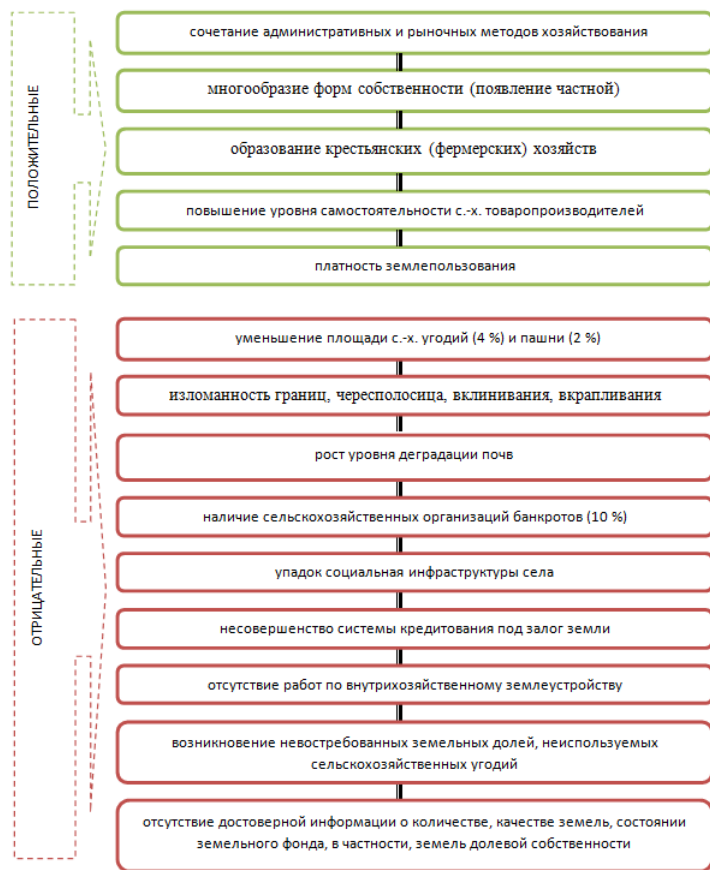 ПОЛОЖИТЕЛЬНЫЕ
сочетание административных и рыночных методов хозяйствования
многообразие форм собственности (появление частной)
образование крестьянских (фермерских) хозяйств
повышение уровня самостоятельности с.-х. товаропроизводителей
платность землепользования
ОТРИЦАТЕЛЬНЫЕ
уменьшение площади с.-х. угодий (4 %) и пашни (2 %)
изломанность границ, чересполосица, вклинивания, вкрапливания
рост уровня деградации почв
наличие сельскохозяйственных организаций банкротов (10 %)
упадок социальная инфраструктуры села
несовершенство системы кредитования под залог земли
отсутствие работ по внутрихозяйственному землеустройству
возникновение невостребованных земельных долей, неиспользуемых
сельскохозяйственных угодий
отсутствие достоверной информации о количестве, качестве земель, состоянии
земельного фонда, в частности, земель долевой собственности